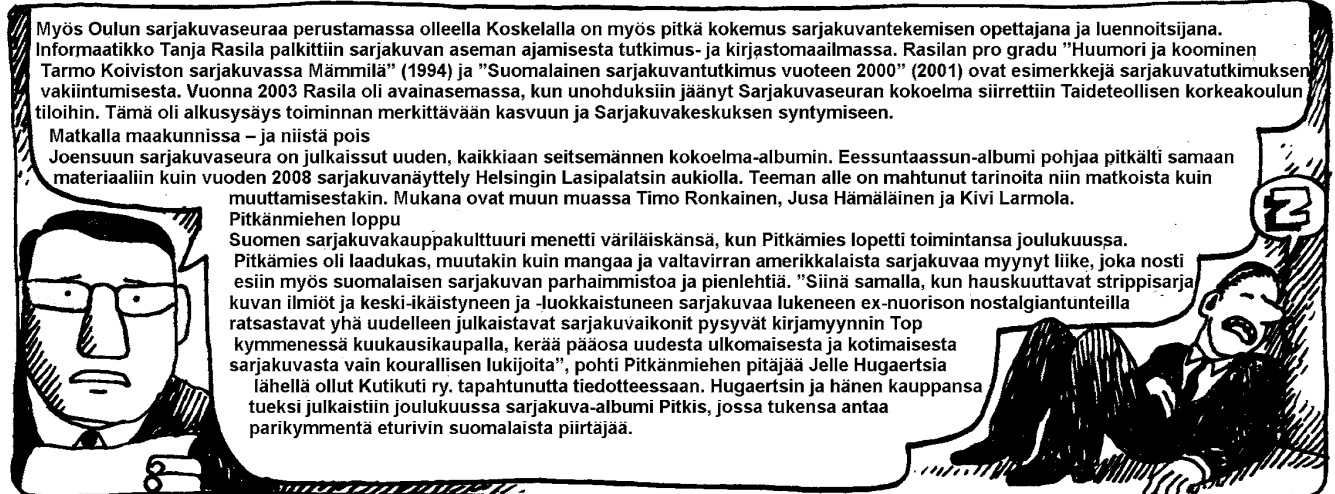 Myös Oulun sarjakuvaseuraa perustamassa olleella Koskelalla on myös pitkä kokemus sarjakuvantekemisen opettajana ja luennoitsijana.
Informaatikko Tanja Rasila palkittiin sarjakuvan aseman ajamisesta tutkimus- ja kirjastomaailmassa. Rasilan pro gradu ”Huumori ja koominen
Tarmo Koiviston sarjakuvassa Mämmilä” (1994) ja ”Suomalainen sarjakuvantutkimus vuoteen 2000” (2001) ovat esimerkkejä sarjakuvatutkimuksen
vakiintumisesta. Vuonna 2003 Rasila oli avainasemassa, kun unohduksiin jäänyt Sarjakuvaseuran kokoelma siirrettiin Taideteollisen korkeakoulun
tiloihin. Tämä oli alkusysäys toiminnan merkittävään kasvuun ja Sarjakuvakeskuksen syntymiseen.
Matkalla maakunnissa – ja niistä pois
Joensuun sarjakuvaseura on julkaissut uuden, kaikkiaan seitsemännen kokoelma-albumin. Eessuntaassun-albumi pohjaa pitkälti samaan
materiaaliin kuin vuoden 2008 sarjakuvanäyttely Helsingin Lasipalatsin aukiolla. Teeman alle on mahtunut tarinoita niin matkoista kuin
muuttamisestakin. Mukana ovat muun muassa Timo Ronkainen, Jusa Hämäläinen ja Kivi Larmola.
Pitkänmiehen loppu
Suomen sarjakuvakauppakulttuuri menetti väriläiskänsä, kun Pitkämies lopetti toimintansa joulukuussa.
Pitkämies oli laadukas, muutakin kuin mangaa ja valtavirran amerikkalaista sarjakuvaa myynyt liike, joka nosti
esiin myös suomalaisen sarjakuvan parhaimmistoa ja pienlehtiä. ”Siinä samalla, kun hauskuuttavat strippisarja
kuvan ilmiöt ja keski-ikäistyneen ja -luokkaistuneen sarjakuvaa lukeneen ex-nuorison nostalgiantunteilla
ratsastavat yhä uudelleen julkaistavat sarjakuvaikonit pysyvät kirjamyynnin Top
kymmenessä kuukausikaupalla, kerää pääosa uudesta ulkomaisesta ja kotimaisesta
sarjakuvasta vain kourallisen lukijoita”, pohti Pitkänmiehen pitäjää Jelle Hugaertsia
lähellä ollut Kutikuti ry. tapahtunutta tiedotteessaan. Hugaertsin ja hänen kauppansa
tueksi julkaistiin joulukuussa sarjakuva-albumi Pitkis, jossa tukensa antaa
parikymmentä eturivin suomalaista piirtäjää.
Z